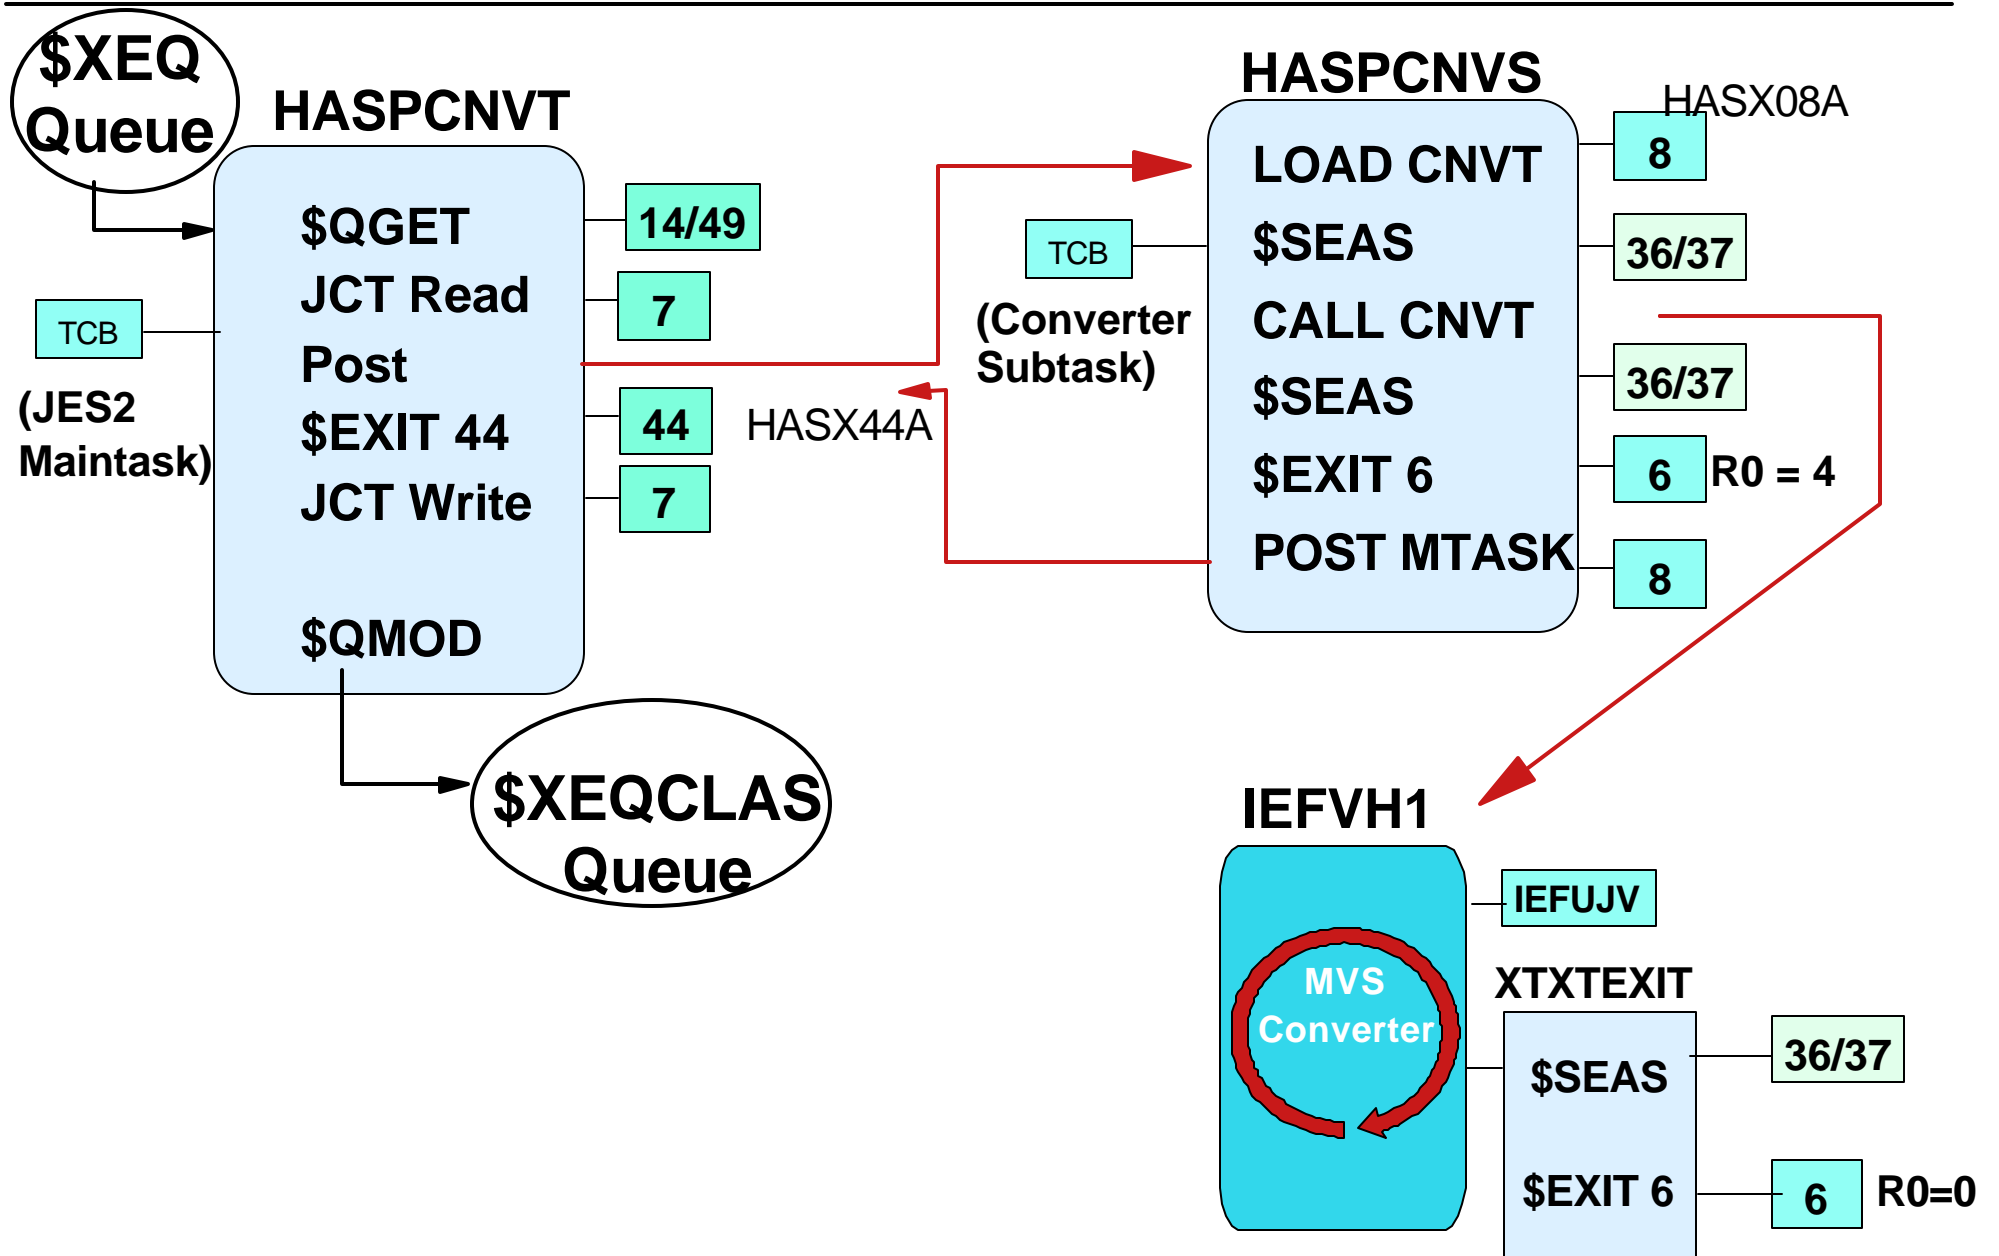 $XEQ
Queue
HASPCNVT
$QGET
14/49
JCT Read
7
TCB
(JES2
Maintask)
Post
$EXIT 44
44
HASX44A
JCT Write
7
$QMOD
$XEQCLAS
Queue
HASPCNVS
HASX08A
LOAD CNVT
8
TCB
(Converter
Subtask)
$SEAS
36/37
CALL CNVT
$SEAS
36/37
$EXIT 6
6
R0 = 4
POST MTASK
8
IEFVH1
IEFUJV
MVS
Converter
XTXTEXIT
$SEAS
36/37
$EXIT 6
6
R0=0